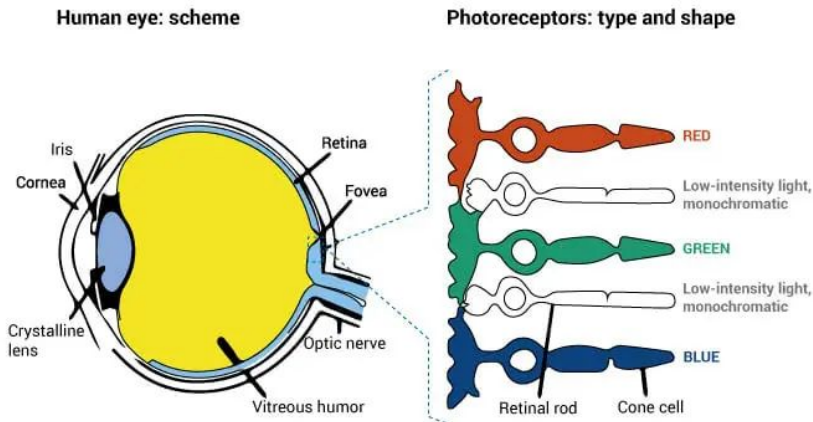 Human eye: scheme
Photoreceptors: type and shape
Iris
Cornea
Retina
Fovea
Crystalline
lens
Optic nerve
Vitreous humor
RED
Low-intensity light,
monochromatic
GREEN
Low-intensity light,
monochromatic
BLUE
Retinal rod
Cone cell